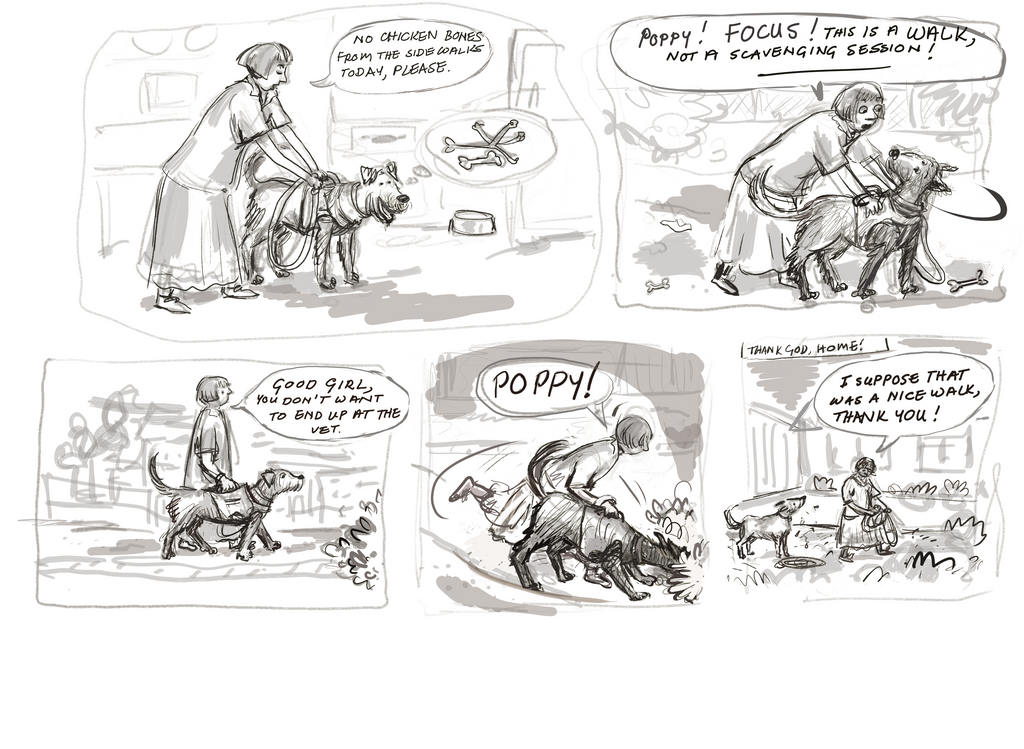 NO CHICKEN BONES
FROM THE SIDEWALKS
TODAY, PLEASE.
POPPY! FOCUS! THIS IS A WALK,
NOT A SCAVENGING SESSION!
GOOD GIRL,
YOU DON'T WANT
TO END UP AT THE
VET.
POPPY!
THANK GOD, HOME!
I SUPPOSE THAT
WAS A NICE WALK,
THANK YOU!